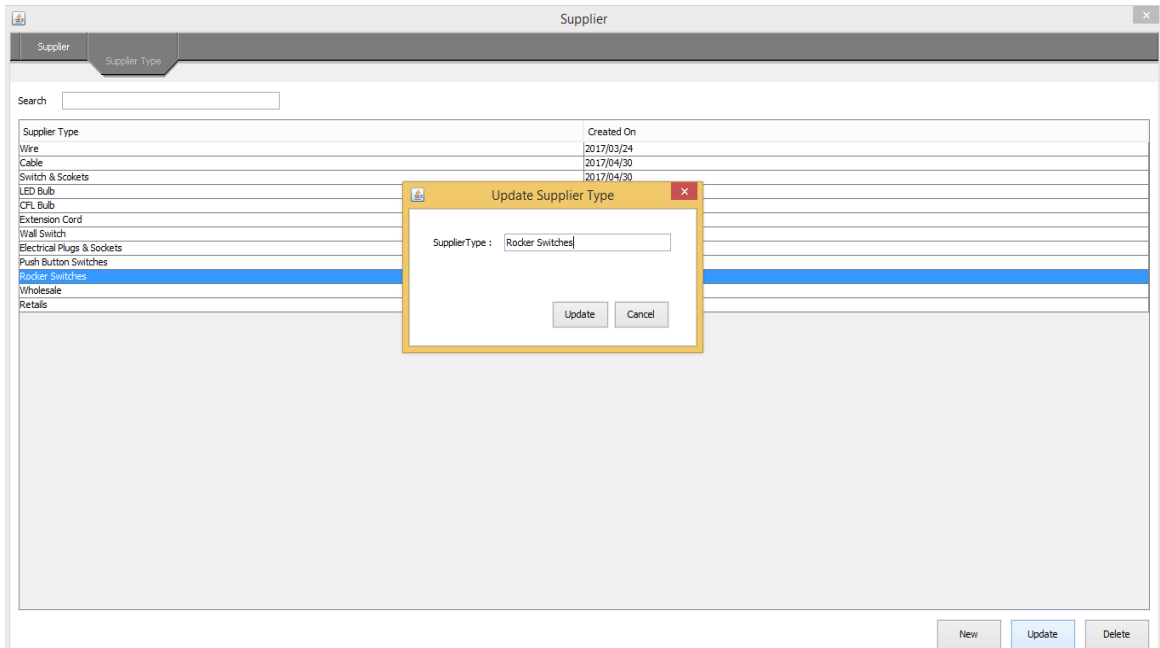 Supplier
Supplier
Supplier Type
Search
Supplier Type Created On
Wire 2017/03/24
Cable 2017/04/30
Switch & Scokets 2017/04/30
LED Bulb
CFL Bulb
Extension Cord
Wall Switch
Electrical Plugs & Sockets
Push Button Switches
Rocker Switches
Wholesale
Retails
Update Supplier Type
SupplierType : Rocker Switches
Update Cancel
New Update Delete